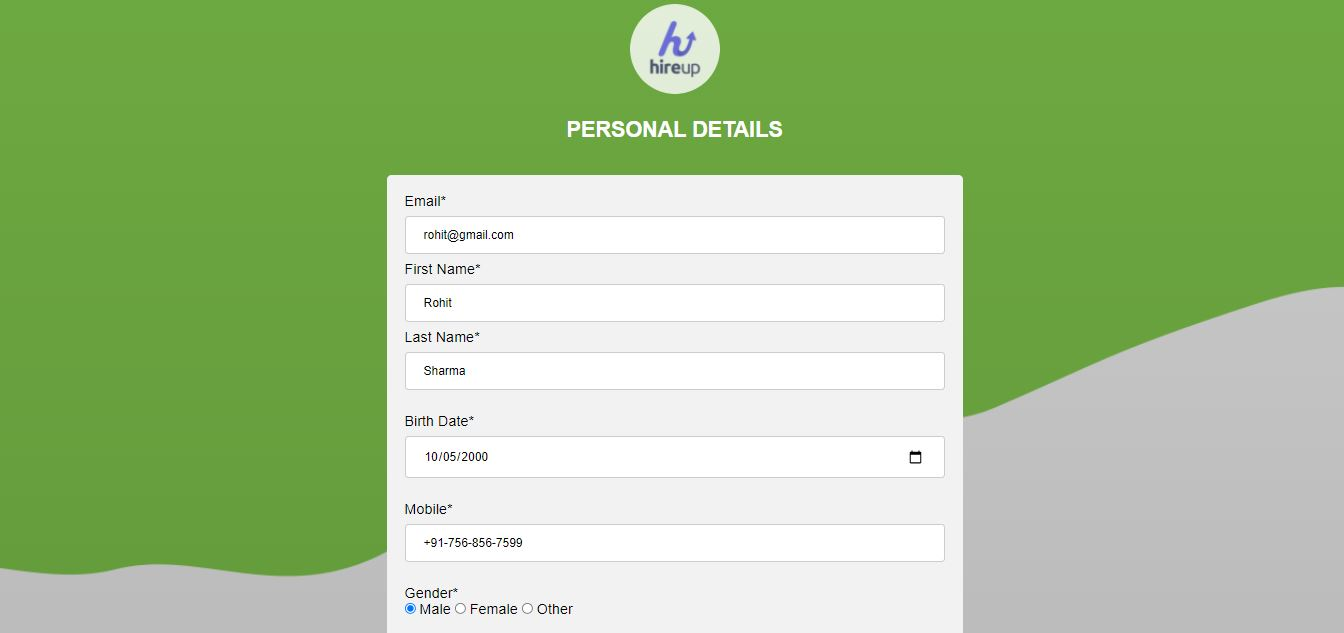 hireup
PERSONAL DETAILS
Email*
rohit@gmail.com
First Name*
Rohit
Last Name*
Sharma
Birth Date*
10/05/2000
Mobile*
+91-756-856-7599
Gender*
Male Female Other